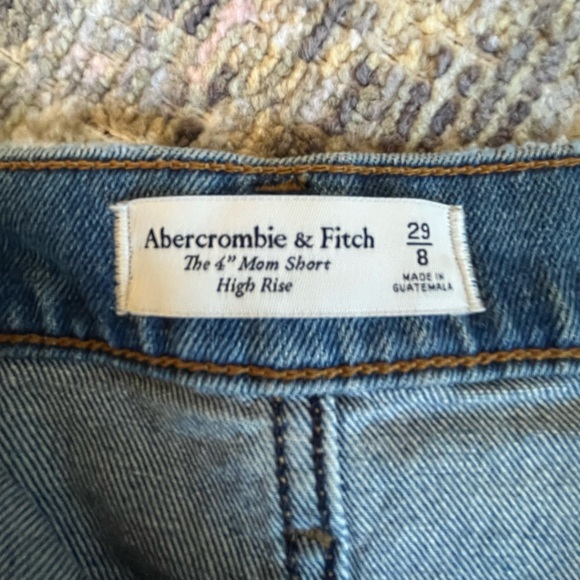 Abercrombie & Fitch
The 4" Mom Short
High Rise
29
8
MADE IN
GUATEMALA